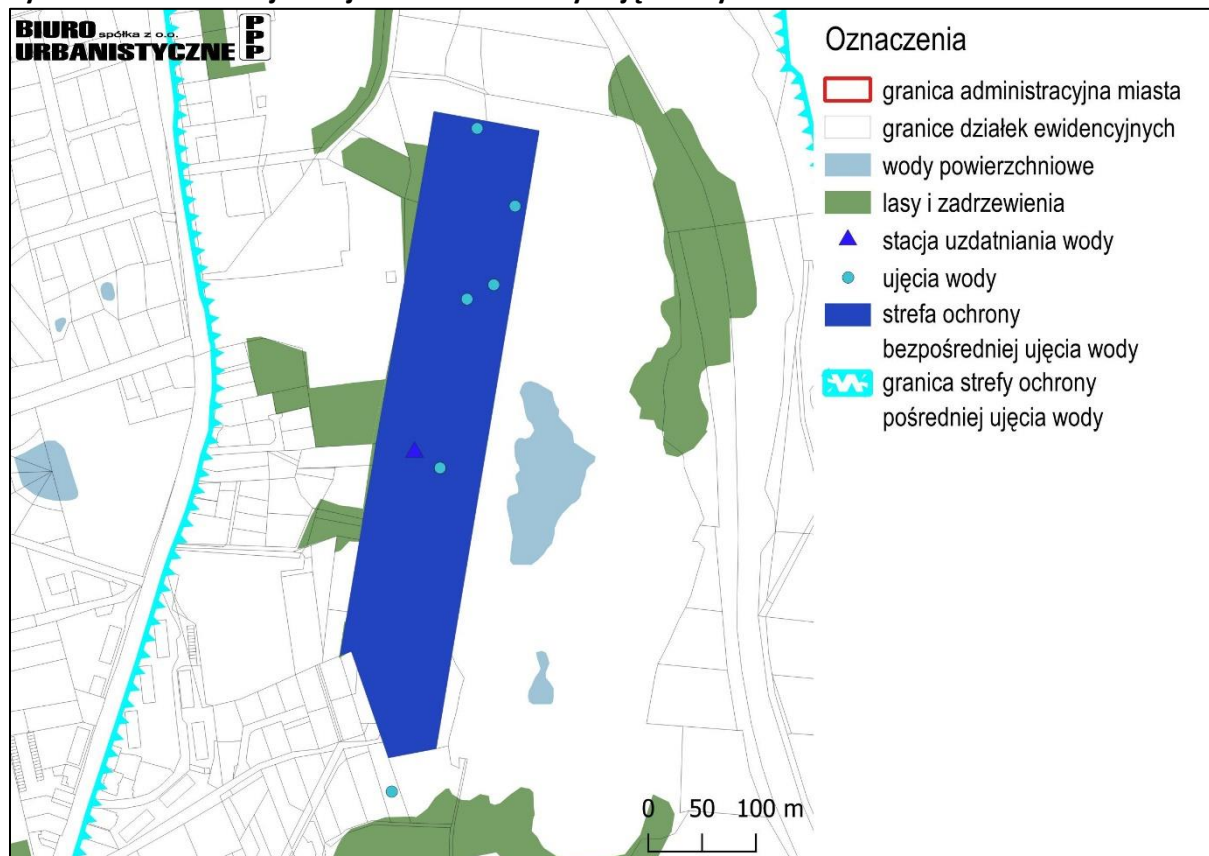 BIURO spółka z o.o.
URBANISTYCZNE
PPP
Oznaczenia
granica administracyjna miasta
granice działek ewidencyjnych
wody powierzchniowe
lasy i zadrzewienia
stacja uzdatniania wody
ujęcia wody
strefa ochrony
bezpośredniej ujęcia wody
granica strefy ochrony
pośredniej ujęcia wody
0 50 100 m